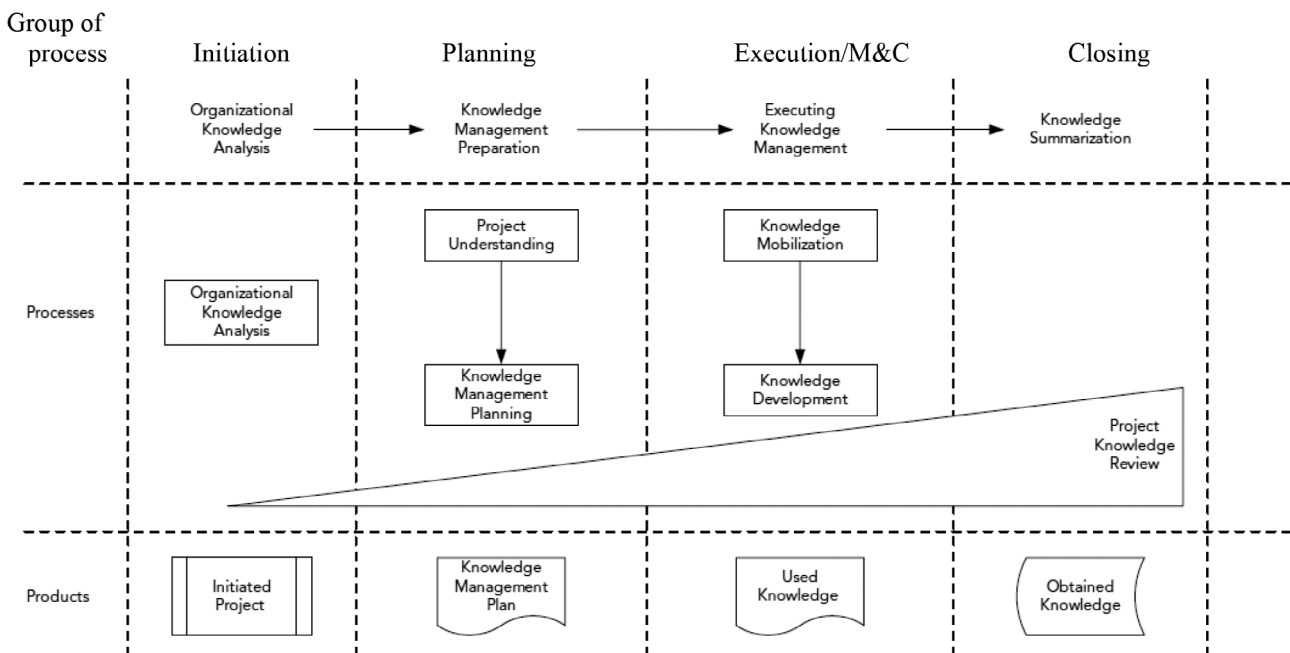 Group of
process
Initiation
Planning
Execution/M&C
Closing
Organizational
Knowledge
Analysis
Knowledge
Management
Preparation
Executing
Knowledge
Management
Knowledge
Summarization
Processes
Organizational
Knowledge
Analysis
Project
Understanding
Knowledge
Management
Planning
Knowledge
Mobilization
Knowledge
Development
Project
Knowledge
Review
Products
Initiated
Project
Knowledge
Management
Plan
Used
Knowledge
Obtained
Knowledge